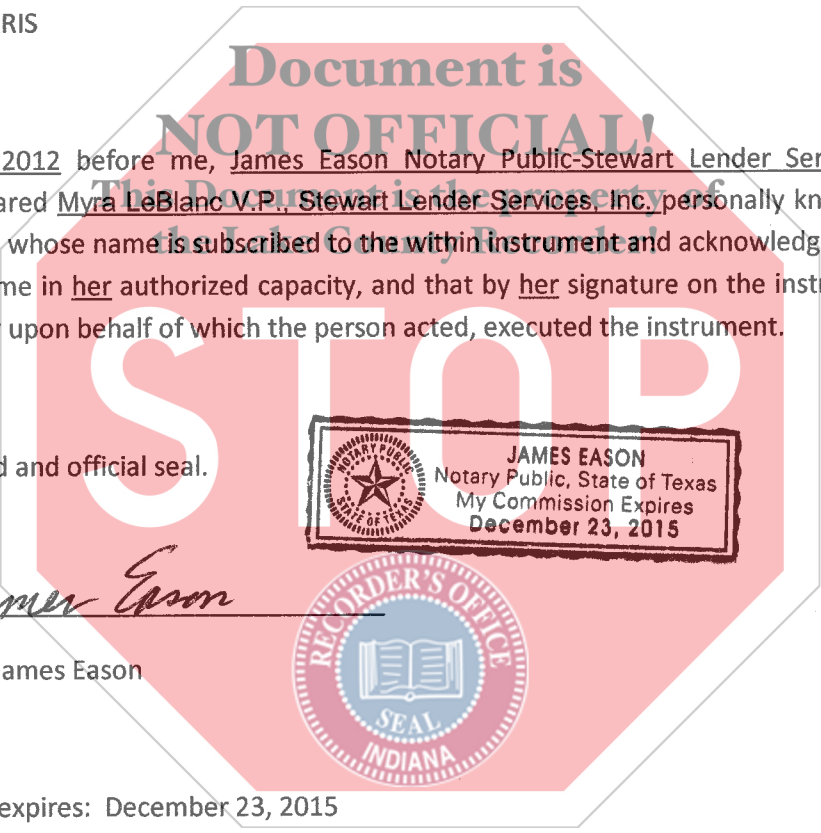 RIS
Document is
NOT OFFICIAL!
2012 before me, James Eason Notary Public-Stewart Lender Ser
This Document is the property of
ared Myra LeBlanc V.P., Stewart Lender Services, Inc. personally kn
the Lake County Recorder!
whose name is subscribed to the within instrument and acknowledg
me in her authorized capacity, and that by her signature on the instr
upon behalf of which the person acted, executed the instrument.
STOP
d and official seal.
NOTARY PUBLIC
STATE OF TEXAS
JAMES EASON
Notary Public, State of Texas
My Commission Expires
December 23, 2015
mes Eason
RECORDER'S OFFICE
SEAL
INDIANA
ames Eason
expires: December 23, 2015